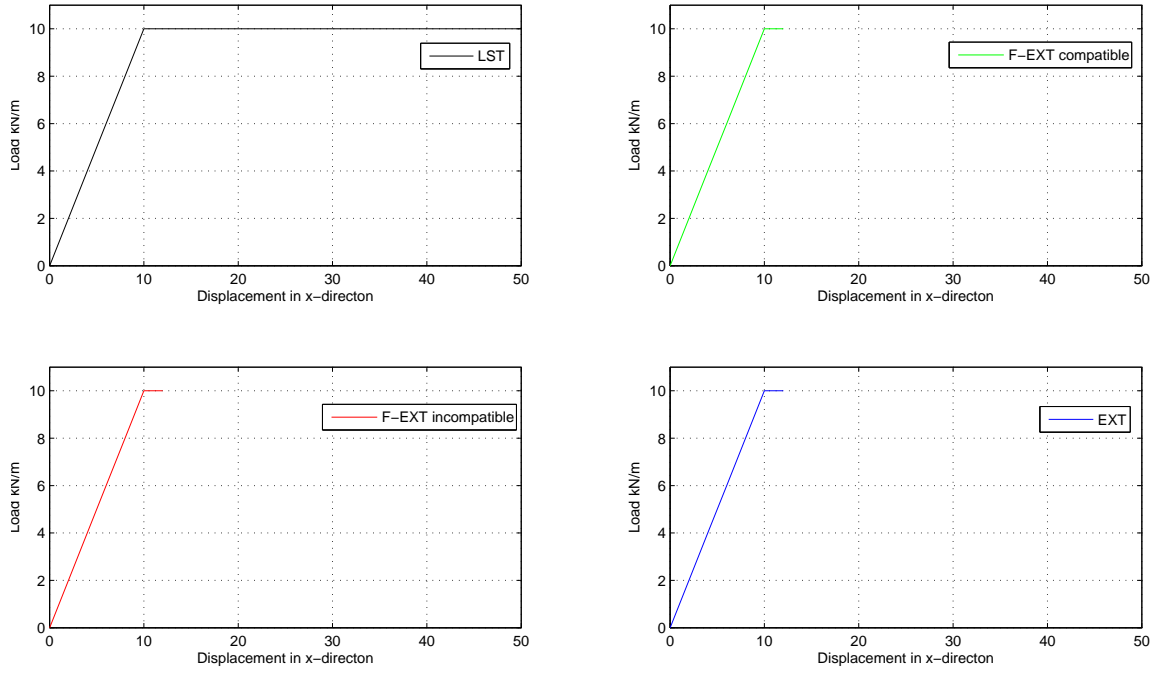 10
8
6
4
2
0
Load kN/m
LST
0 10 20 30 40 50
Displacement in x-directon
10
8
6
4
2
0
Load kN/m
F-EXT compatible
0 10 20 30 40 50
Displacement in x-directon
10
8
6
4
2
0
Load kN/m
F-EXT incompatible
0 10 20 30 40 50
Displacement in x-directon
10
8
6
4
2
0
Load kN/m
EXT
0 10 20 30 40 50
Displacement in x-directon